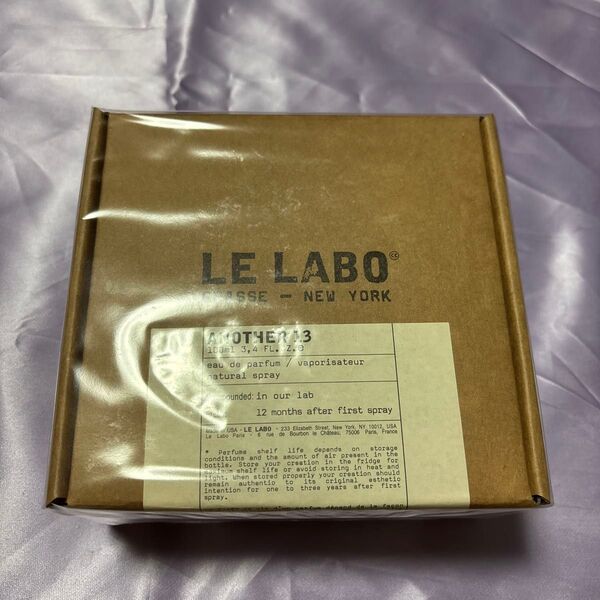 LE LABO
GRASSE — NEW YORK
ANOTHER 13
100ml 3,4 FL.
eau de parfum / vaporisateur
natural spray
in our lab
12 months after first spray
USA - LE LABO - 233 Elizabeth Street, New York, NY 10012, USA
Le Labo Paris - 6 rue de Bourbon le Château, 75006 Paris, France
* Perfums shelf life depends on storage
conditions and the amount of air present in the
bottle. Store your creation in the fridge for
shelf life or avoid storing in heat and
light. When stored properly your creation should
remain authentic to its original esthetic
intention for one to three years after first
spray.